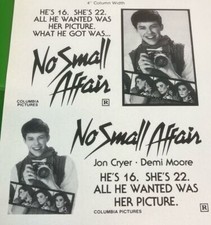 4" Column Width
HE'S 16. SHE'S 22.
ALL HE WANTED WAS
HER PICTURE.
WHAT HE GOT WAS...
No Small
Affair
COLUMBIA
PICTURES
R
No Small Affair
Jon Cryer · Demi Moore
HE'S 16. SHE'S 22.
ALL HE WANTED WAS
HER PICTURE.
COLUMBIA PICTURES
R